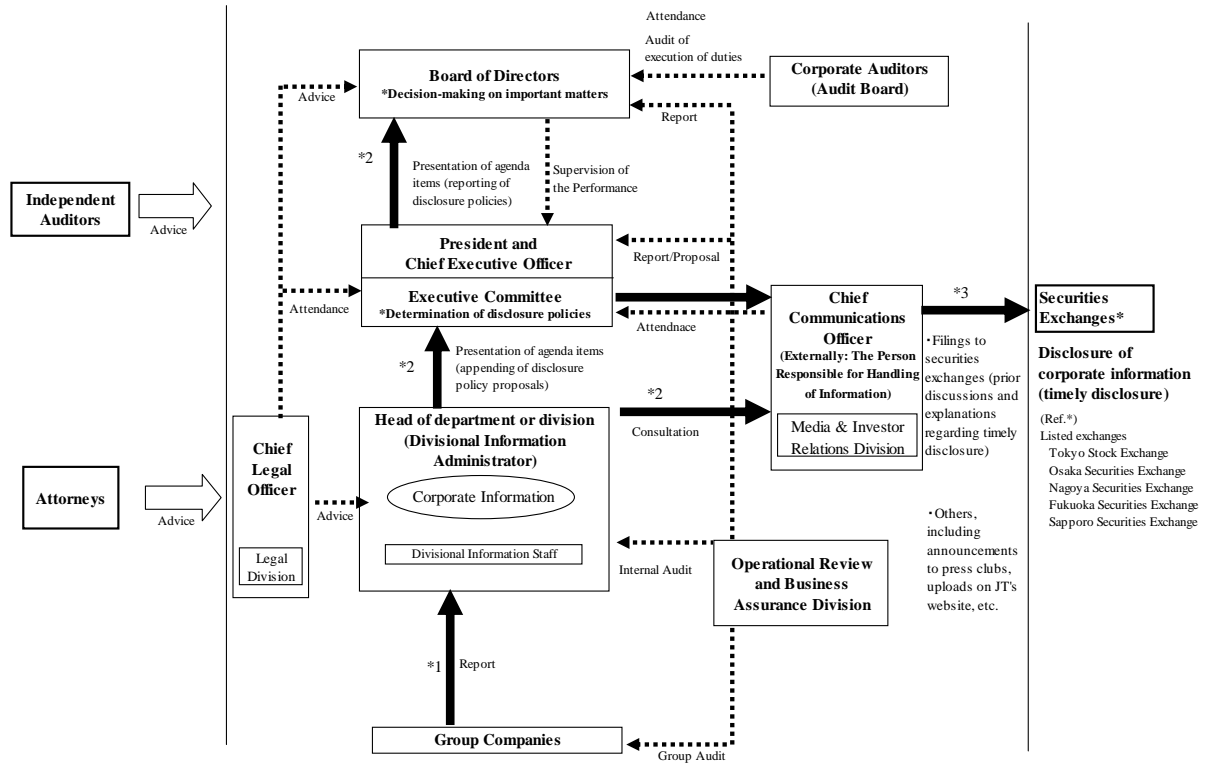 Attendance
Audit of
execution of duties
Board of Directors
*Decision-making on important matters
Corporate Auditors
(Audit Board)
Advice
Report
*2
Presentation of agenda
items (reporting of
disclosure policies)
Supervision of
the Performance
Independent
Auditors
Advice
President and
Chief Executive Officer
Report/Proposal
Executive Committee
*Determination of disclosure policies
Attendance
Attendnace
Chief
Communications
Officer
(Externally: The Person
Responsible for Handling
of Information)
Media & Investor
Relations Division
*3
Securities
Exchanges*
・Filings to
securities
exchanges (prior
discussions and
explanations
regarding timely
disclosure)
Disclosure of
corporate information
(timely disclosure)
(Ref.*)
Listed exchanges
Tokyo Stock Exchange
Osaka Securities Exchange
Nagoya Securities Exchange
Fukuoka Securities Exchange
Sapporo Securities Exchange
*2
Presentation of agenda items
(appending of disclosure
policy proposals)
Head of department or division
(Divisional Information
Administrator)
Corporate Information
Divisional Information Staff
*2
Consultation
Chief
Legal
Officer
Legal
Division
Attorneys
Advice
Advice
Internal Audit
Operational Review
and Business
Assurance Division
・Others,
including
announcements
to press clubs,
uploads on JT's
website, etc.
*1
Report
Group Companies
Group Audit